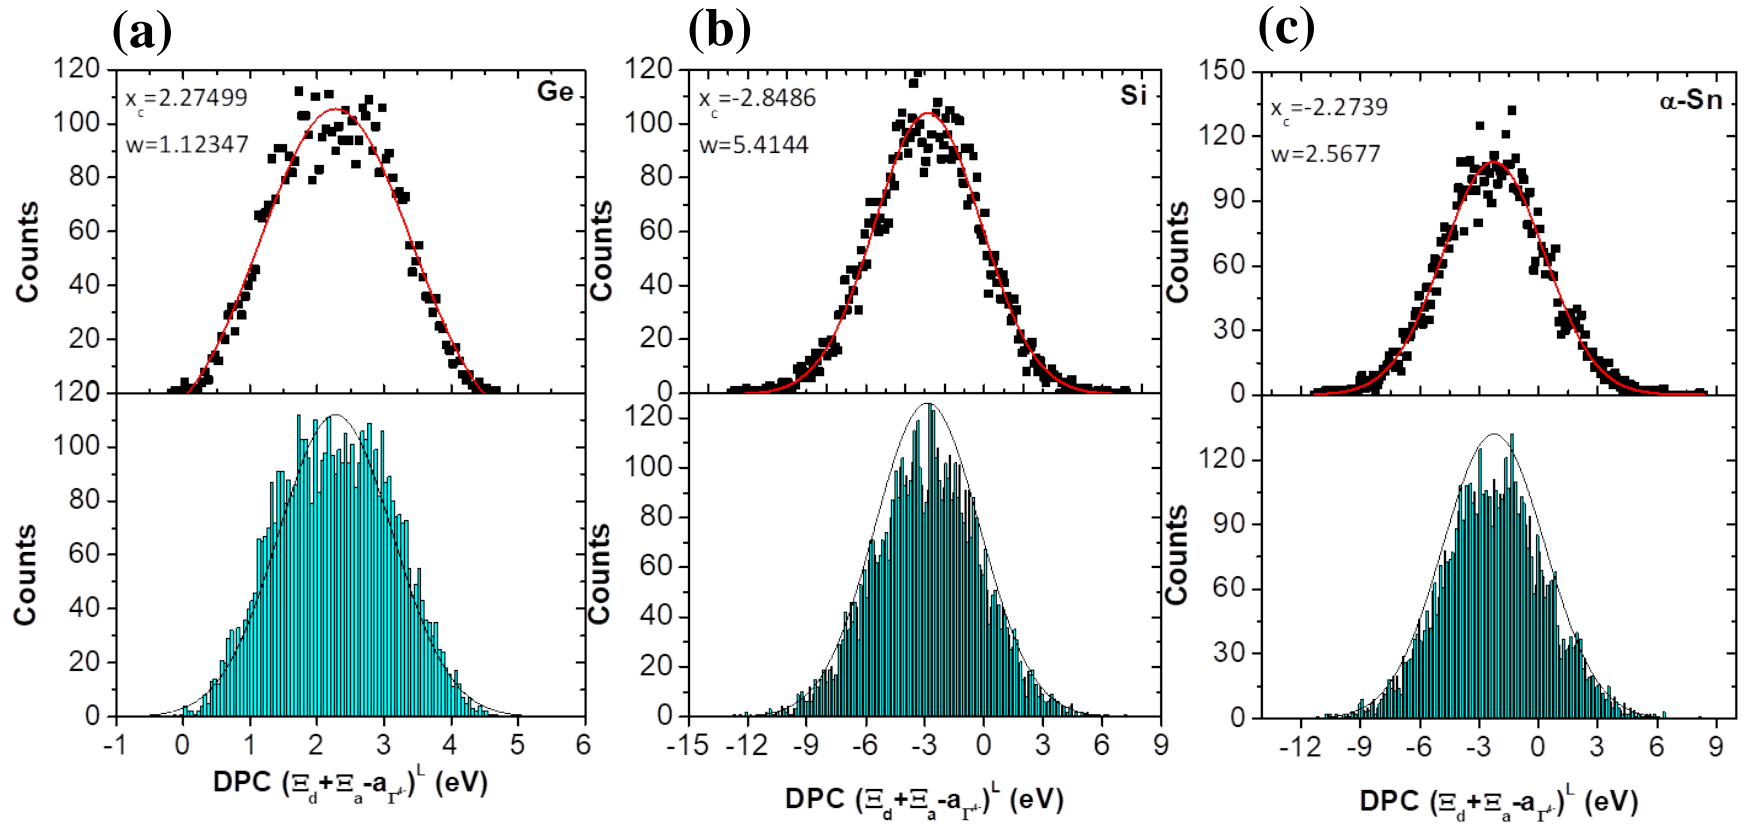 (a)
(b)
(c)
120
100
80
60
40
20
120
100
80
60
40
20
0
Counts
Counts
x_c=2.27499
w=1.12347
Ge
-1 0 1 2 3 4 5 6
DPC (Ξ_d+Ξ_a-a_Γ⁴⁻)^L (eV)
120
100
80
60
40
20
0
120
100
80
60
40
20
0
Counts
Counts
x_c=-2.8486
w=5.4144
Si
-15 -12 -9 -6 -3 0 3 6 9
DPC (Ξ_d+Ξ_a-a_Γ⁴⁻)^L (eV)
150
120
90
60
30
0
120
90
60
30
0
Counts
Counts
x_c=-2.2739
w=2.5677
α-Sn
-12 -9 -6 -3 0 3 6 9
DPC (Ξ_d+Ξ_a-a_Γ⁴⁻)^L (eV)